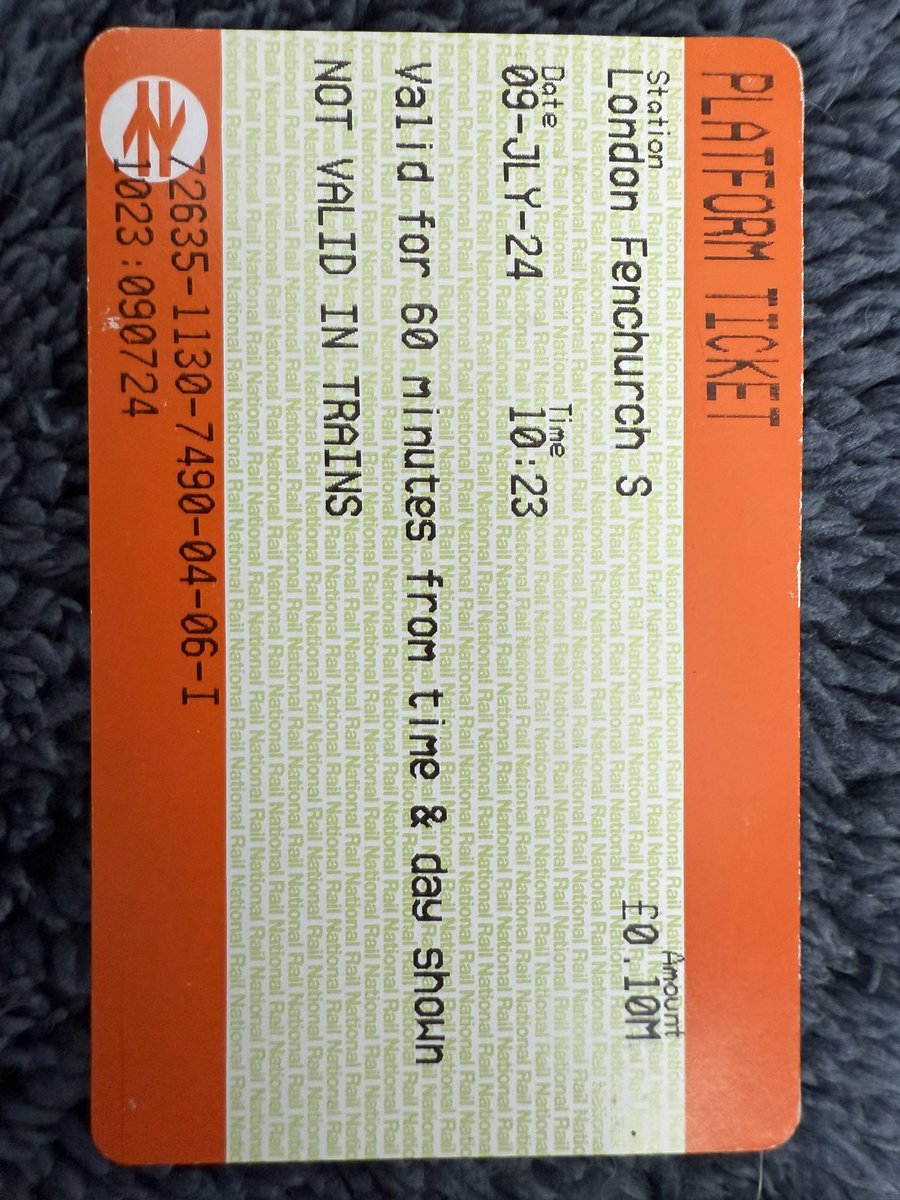 PLATFORM TICKET
Station
London Fenchurch S
Amount
£0.10M
Date
09-JLY-24
Time
10:23
Valid for 60 minutes from time & day shown
NOT VALID IN TRAINS
72635-1130-7490-04-06-I
1023:090724